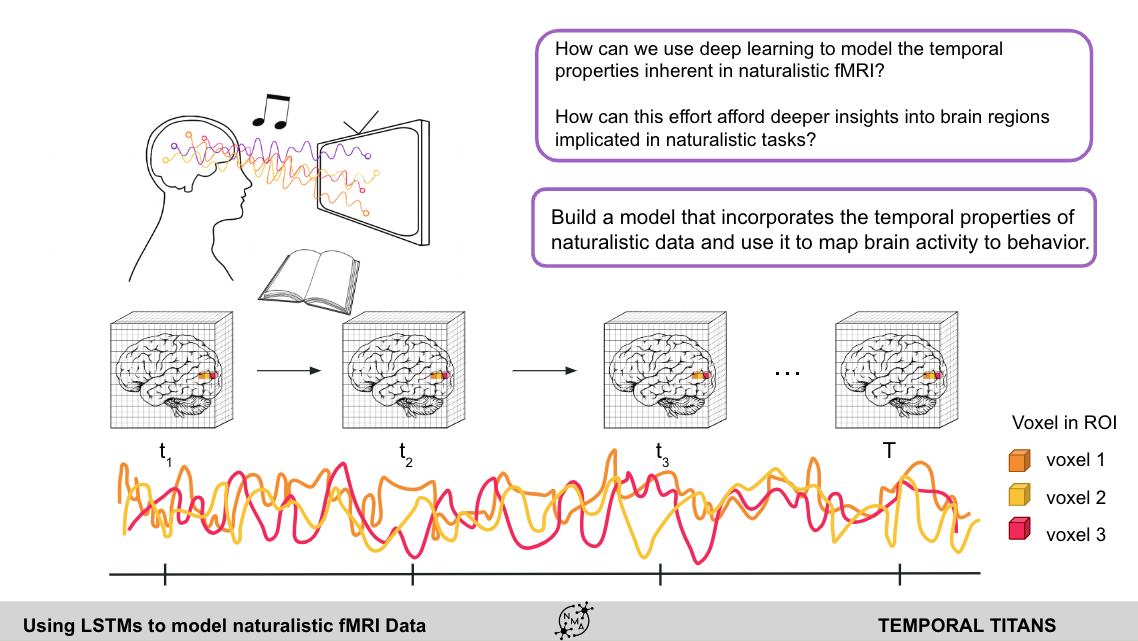 How can we use deep learning to model the temporal
properties inherent in naturalistic fMRI?
How can this effort afford deeper insights into brain regions
implicated in naturalistic tasks?
Build a model that incorporates the temporal properties of
naturalistic data and use it to map brain activity to behavior.
...
t1
t2
t3
T
Voxel in ROI
voxel 1
voxel 2
voxel 3
Using LSTMs to model naturalistic fMRI Data
NMA
TEMPORAL TITANS